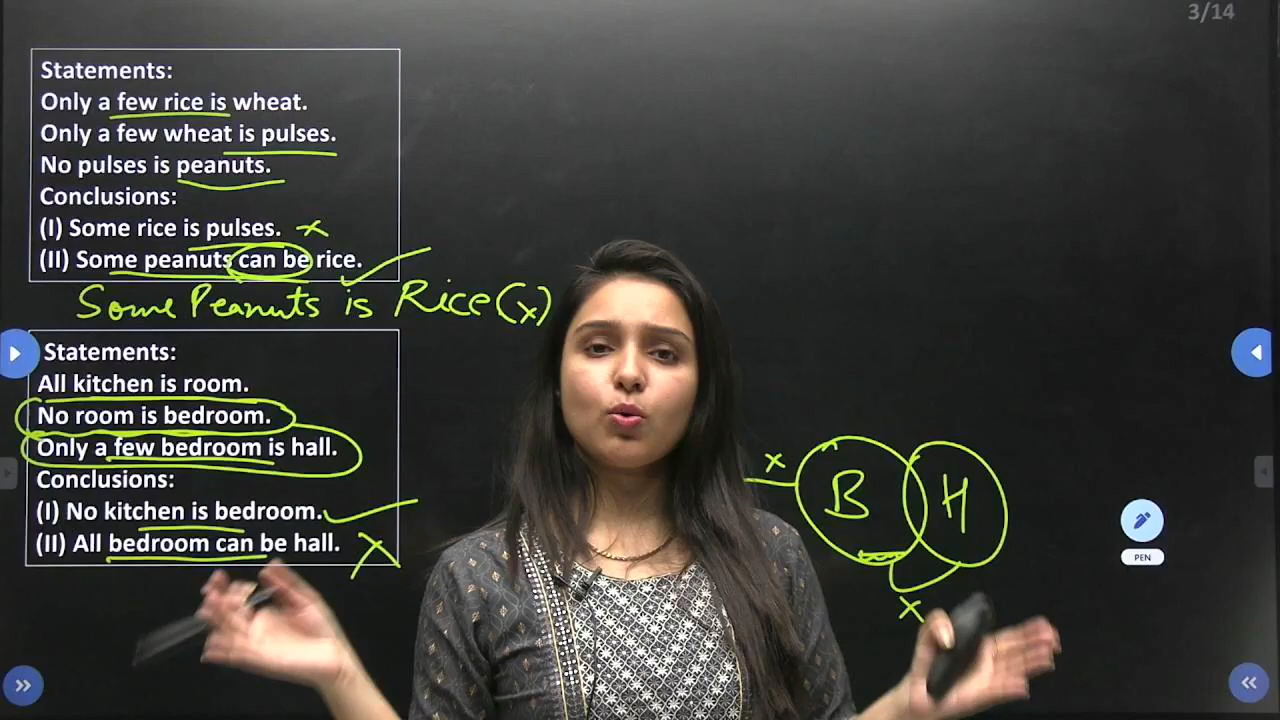 3/14
Statements:
Only a few rice is wheat.
Only a few wheat is pulses.
No pulses is peanuts.
Conclusions:
(I) Some rice is pulses. x
(II) Some peanuts can be rice.
Some Peanuts is Rice (x)
Statements:
All kitchen is room.
No room is bedroom.
Only a few bedroom is hall.
Conclusions:
(I) No kitchen is bedroom.
(II) All bedroom can be hall. X
x
B H
x
PEN